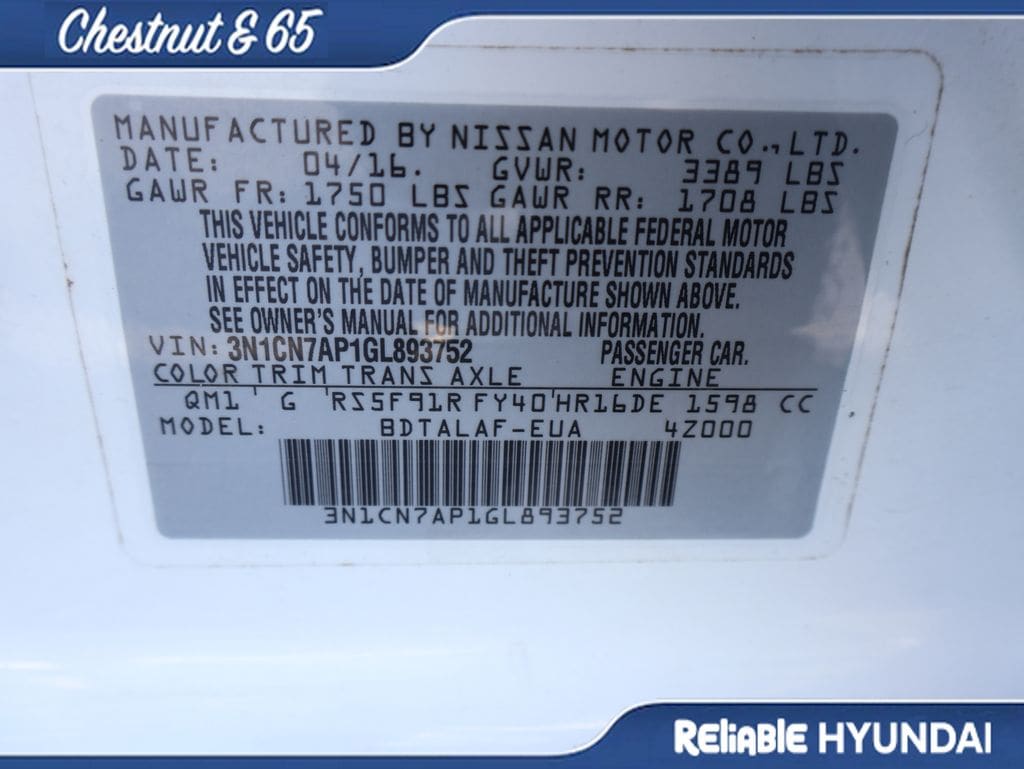 Chestnut & 65
MANUFACTURED BY NISSAN MOTOR CO., LTD.
DATE: 04/16. GVWR: 3389 LBS
GAWR FR: 1750 LBS GAWR RR: 1708 LBS
THIS VEHICLE CONFORMS TO ALL APPLICABLE FEDERAL MOTOR
VEHICLE SAFETY, BUMPER AND THEFT PREVENTION STANDARDS
IN EFFECT ON THE DATE OF MANUFACTURE SHOWN ABOVE.
SEE OWNER'S MANUAL FOR ADDITIONAL INFORMATION.
VIN: 3N1CN7AP1GL893752 PASSENGER CAR.
COLOR TRIM TRANS AXLE ENGINE
QM1 G RS5F91R FY40 HR16DE 1598 CC
MODEL: BDTALAF-EUA 4Z000
3N1CN7AP1GL893752
Reliable HYUNDAI